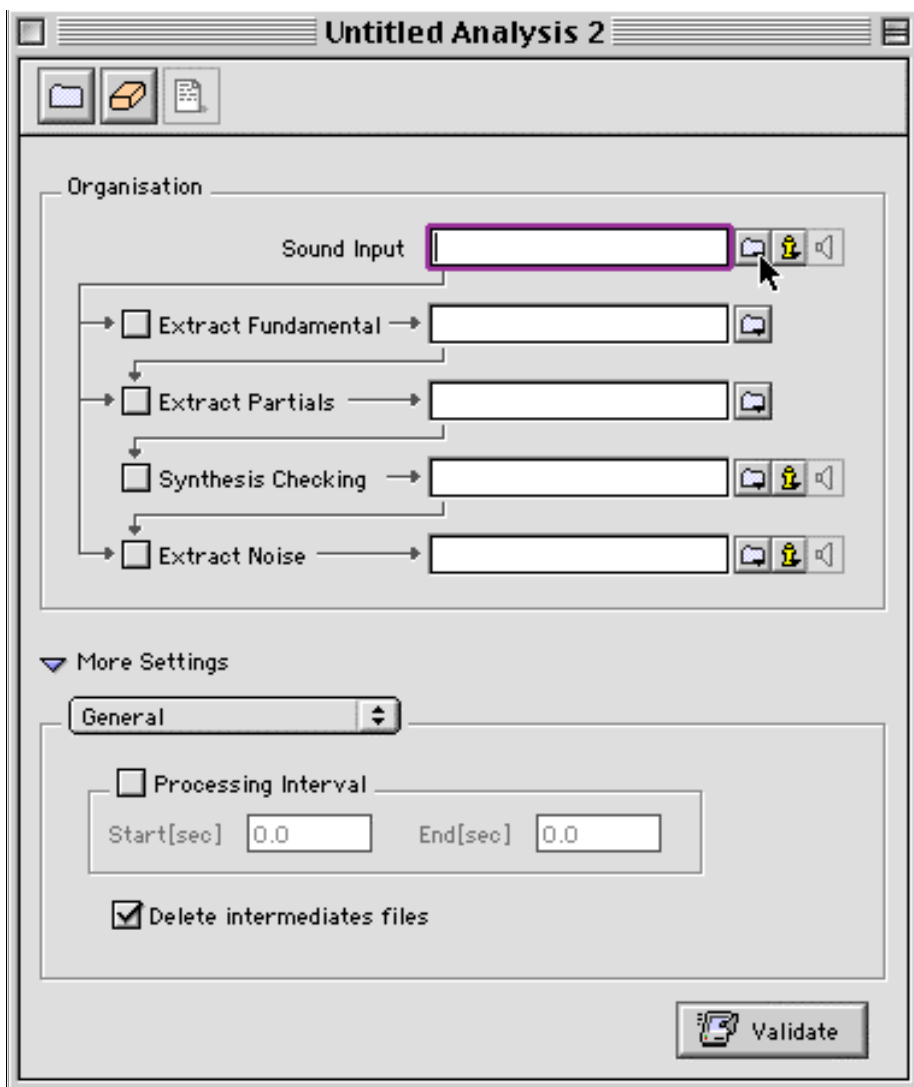 Untitled Analysis 2
Organisation
Sound Input
Extract Fundamental
Extract Partials
Synthesis Checking
Extract Noise
More Settings
General
Processing Interval
Start[sec] 0.0 End[sec] 0.0
Delete intermediates files
Validate